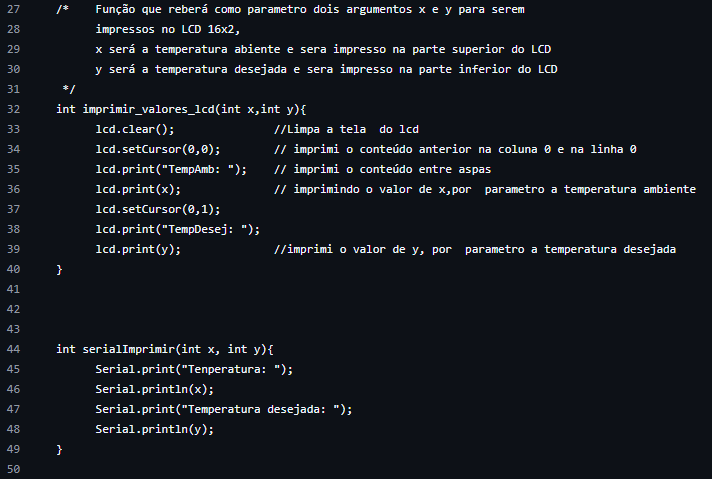 27 /* Função que reberá como parametro dois argumentos x e y para serem
28 impressos no LCD 16x2,
29 x será a temperatura abiente e sera impresso na parte superior do LCD
30 y será a temperatura desejada e sera impresso na parte inferior do LCD
31 */
32 int imprimir_valores_lcd(int x,int y){
33 lcd.clear(); //Limpa a tela  do lcd
34 lcd.setCursor(0,0); // imprimi o conteúdo anterior na coluna 0 e na linha 0
35 lcd.print("TempAmb: "); // imprimi o conteúdo entre aspas
36 lcd.print(x); // imprimindo o valor de x,por  parametro a temperatura ambiente
37 lcd.setCursor(0,1);
38 lcd.print("TempDesej: ");
39 lcd.print(y); //imprimi o valor de y, por  parametro a temperatura desejada
40 }
41
42
43
44 int serialImprimir(int x, int y){
45 Serial.print("Tenperatura: ");
46 Serial.println(x);
47 Serial.print("Temperatura desejada: ");
48 Serial.println(y);
49 }
50